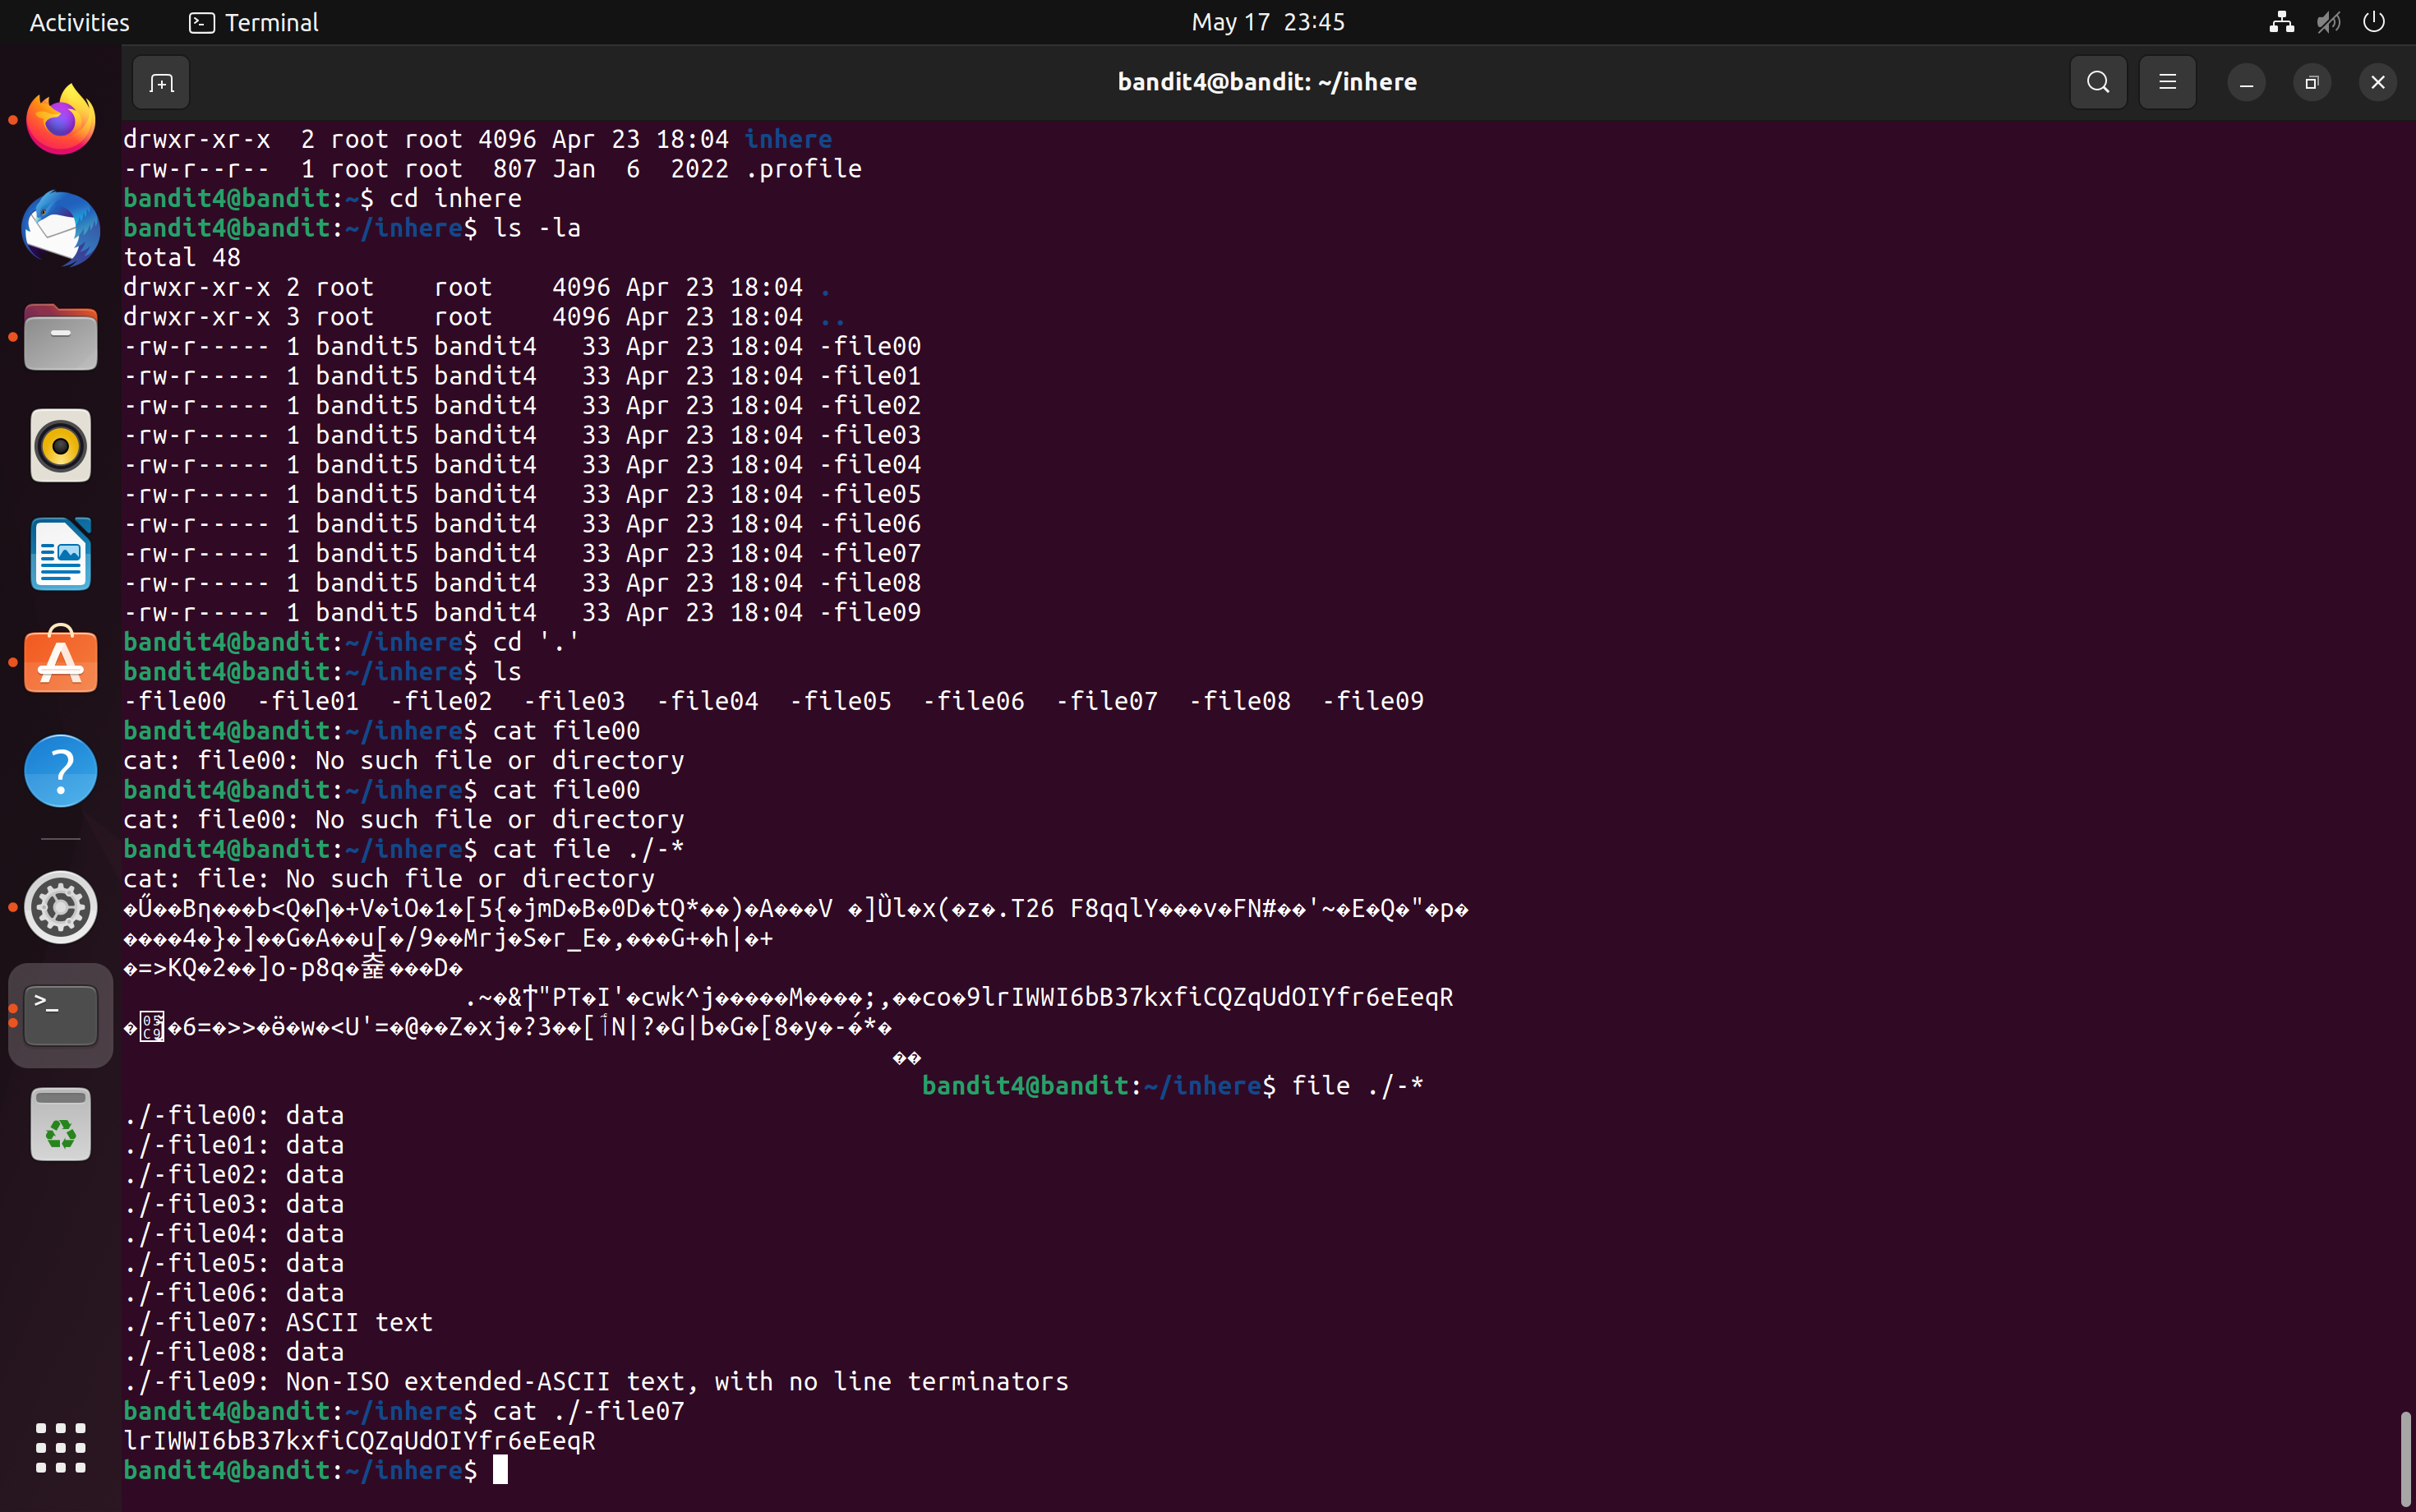 Activities
Terminal
May 17 23:45
bandit4@bandit: ~/inhere
drwxr-xr-x  2 root root 4096 Apr 23 18:04 inhere
-rw-r--r--  1 root root  807 Jan  6  2022 .profile
bandit4@bandit:~$ cd inhere
bandit4@bandit:~/inhere$ ls -la
total 48
drwxr-xr-x 2 root    root    4096 Apr 23 18:04 .
drwxr-xr-x 3 root    root    4096 Apr 23 18:04 ..
-rw-r----- 1 bandit5 bandit4   33 Apr 23 18:04 -file00
-rw-r----- 1 bandit5 bandit4   33 Apr 23 18:04 -file01
-rw-r----- 1 bandit5 bandit4   33 Apr 23 18:04 -file02
-rw-r----- 1 bandit5 bandit4   33 Apr 23 18:04 -file03
-rw-r----- 1 bandit5 bandit4   33 Apr 23 18:04 -file04
-rw-r----- 1 bandit5 bandit4   33 Apr 23 18:04 -file05
-rw-r----- 1 bandit5 bandit4   33 Apr 23 18:04 -file06
-rw-r----- 1 bandit5 bandit4   33 Apr 23 18:04 -file07
-rw-r----- 1 bandit5 bandit4   33 Apr 23 18:04 -file08
-rw-r----- 1 bandit5 bandit4   33 Apr 23 18:04 -file09
bandit4@bandit:~/inhere$ cd '.'
bandit4@bandit:~/inhere$ ls
-file00  -file01  -file02  -file03  -file04  -file05  -file06  -file07  -file08  -file09
bandit4@bandit:~/inhere$ cat file00
cat: file00: No such file or directory
bandit4@bandit:~/inhere$ cat file00
cat: file00: No such file or directory
bandit4@bandit:~/inhere$ cat file ./-*
cat: file: No such file or directory
�Ű��Bη���b<Q�Ղ�+V�iO�1�[5{�jmD�B�0D�tQ*��)�A���V �]Ȕl�x(�z�.T26 F8qqlY���v�FN#��'~�E�Q�"�p�
����4�}�]��G�A��u[�/9��Mrj�S�r_E�,���G+�h|�+
�=>KQ�2��]o-p8q����D�
.~�&Ϯ"PT�I'�cwk^j�����M����;,��co�9lrIWWI6bB37kxfiCQZqUdOIYfr6eEeqR
�6=�>>�ӫ�w�<U'=�@��Z�xj�?3��[N|?�G|b�G�[8�y�-�*�
��
bandit4@bandit:~/inhere$ file ./-*
./-file00: data
./-file01: data
./-file02: data
./-file03: data
./-file04: data
./-file05: data
./-file06: data
./-file07: ASCII text
./-file08: data
./-file09: Non-ISO extended-ASCII text, with no line terminators
bandit4@bandit:~/inhere$ cat ./-file07
lrIWWI6bB37kxfiCQZqUdOIYfr6eEeqR
bandit4@bandit:~/inhere$